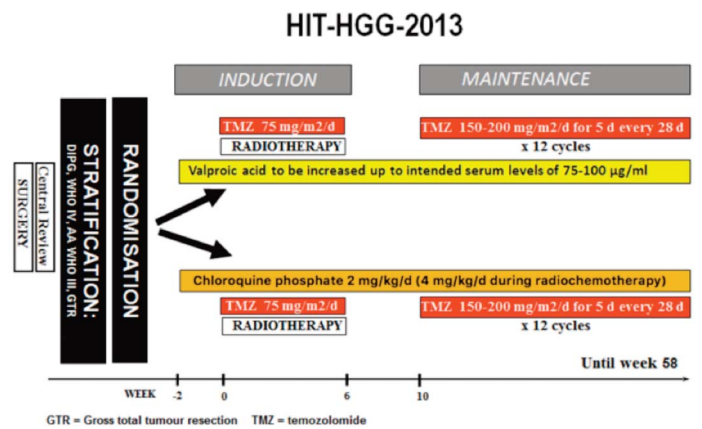 HIT-HGG-2013
INDUCTION
MAINTENANCE
SURGERY
Central Review
STRATIFICATION:
DIPG, WHO IV, AA WHO III, GTR
RANDOMISATION
TMZ 75 mg/m2/d
RADIOTHERAPY
TMZ 150-200 mg/m2/d for 5 d every 28 d
x 12 cycles
Valproic acid to be increased up to intended serum levels of 75-100 µg/ml
Chloroquine phosphate 2 mg/kg/d (4 mg/kg/d during radiochemotherapy)
TMZ 75 mg/m2/d
RADIOTHERAPY
TMZ 150-200 mg/m2/d for 5 d every 28 d
x 12 cycles
Until week 58
WEEK -2 0 6 10
GTR = Gross total tumour resection TMZ = temozolomide